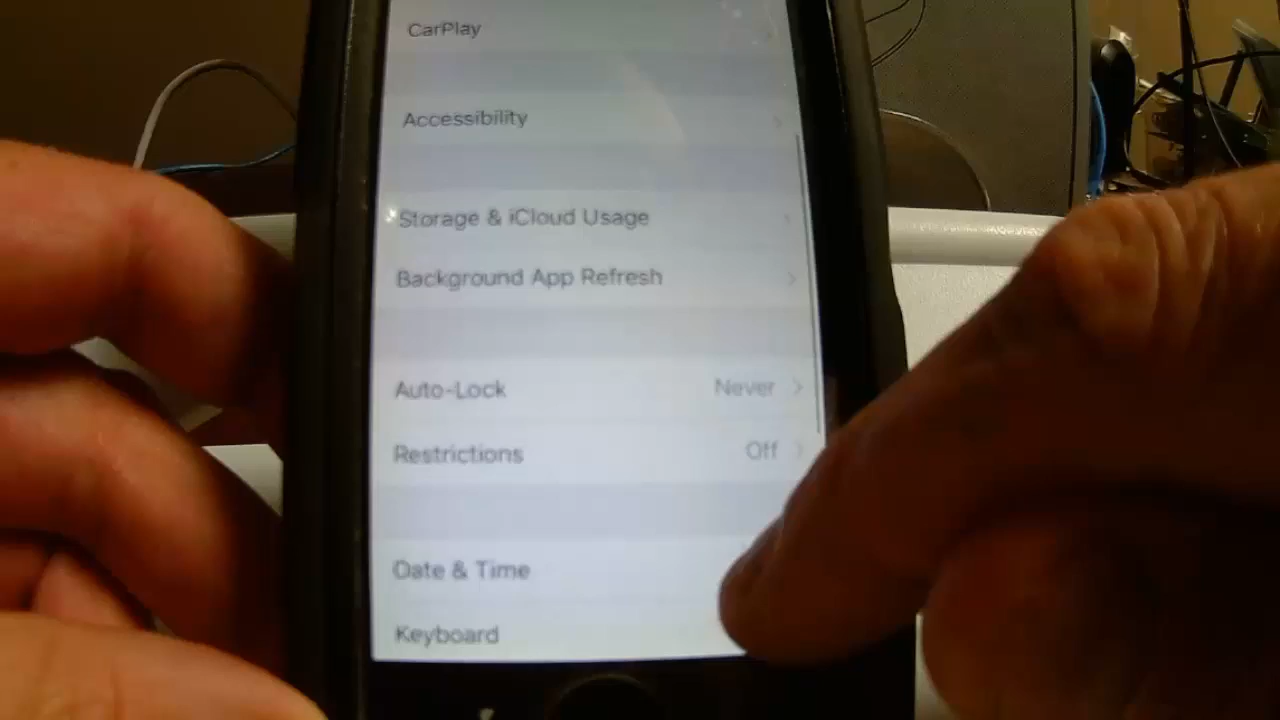 CarPlay
Accessibility
Storage & iCloud Usage
Background App Refresh
Auto-Lock Never
Restrictions Off
Date & Time
Keyboard